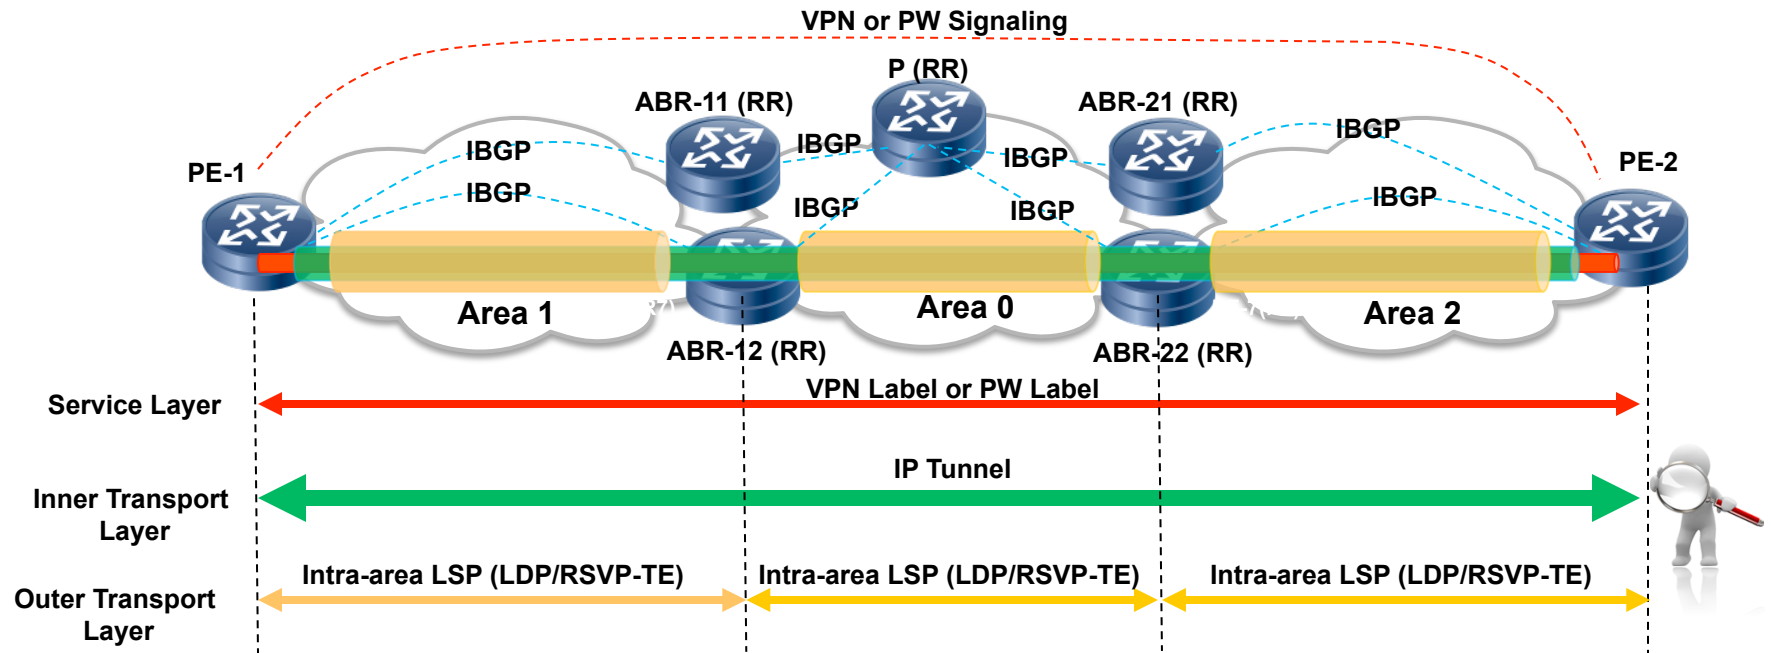 VPN or PW Signaling
P (RR)
ABR-11 (RR)
ABR-21 (RR)
IBGP
IBGP
IBGP
IBGP
PE-1
PE-2
IBGP
IBGP
IBGP
IBGP
Area 1
Area 0
Area 2
ABR-12 (RR)
ABR-22 (RR)
VPN Label or PW Label
Service Layer
IP Tunnel
Inner Transport
Layer
Intra-area LSP (LDP/RSVP-TE)
Intra-area LSP (LDP/RSVP-TE)
Intra-area LSP (LDP/RSVP-TE)
Outer Transport
Layer